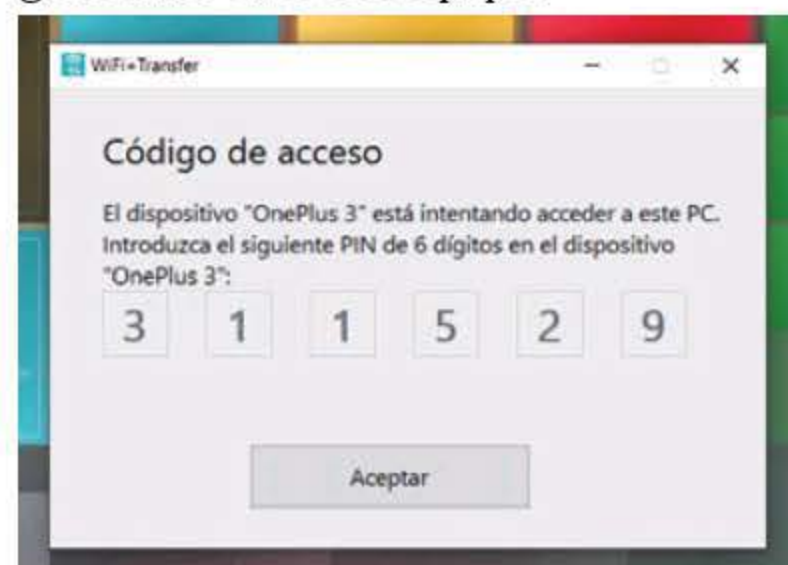 WiFi+Transfer
Código de acceso
El dispositivo "OnePlus 3" está intentando acceder a este PC.
Introduzca el siguiente PIN de 6 dígitos en el dispositivo
"OnePlus 3":
3 1 1 5 2 9
Aceptar